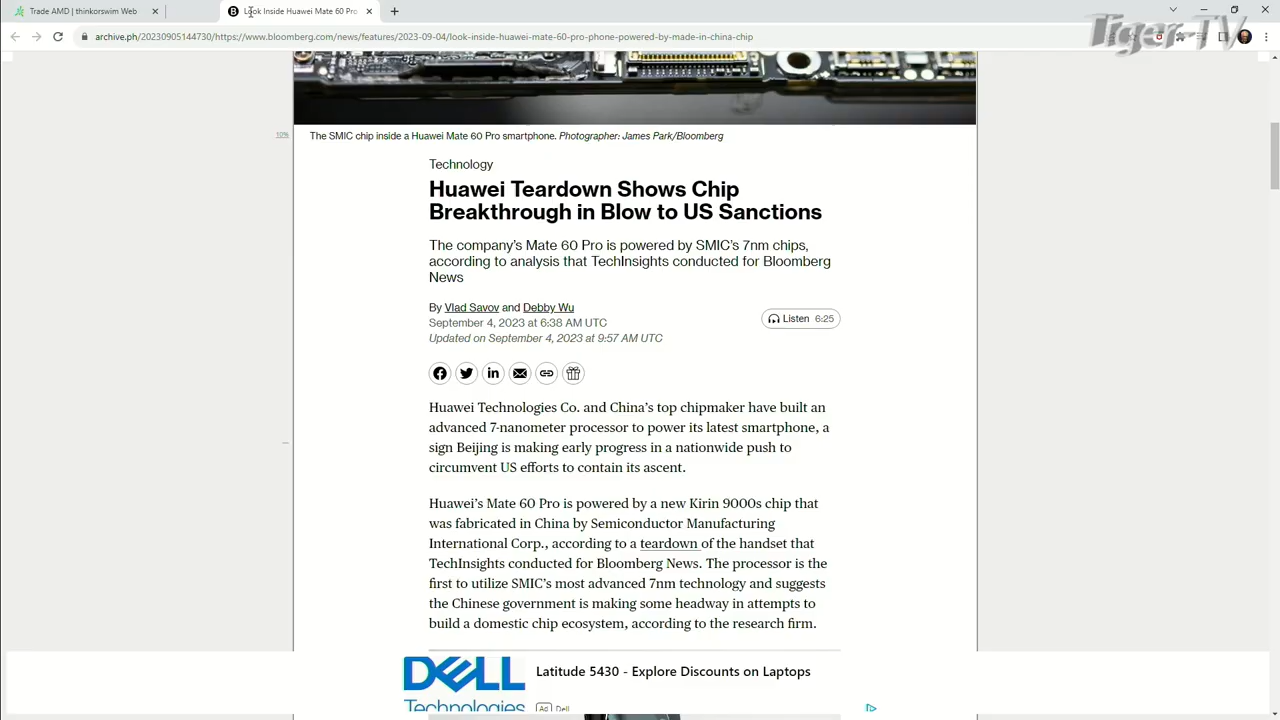 Trade AMD | thinkorswim Web
Look Inside Huawei Mate 60 Pro
archive.ph/20230905144730/https://www.bloomberg.com/news/features/2023-09-04/look-inside-huawei-mate-60-pro-phone-powered-by-made-in-china-chip
Tiger TV
10%
The SMIC chip inside a Huawei Mate 60 Pro smartphone. Photographer: James Park/Bloomberg
Technology
Huawei Teardown Shows Chip
Breakthrough in Blow to US Sanctions
The company's Mate 60 Pro is powered by SMIC's 7nm chips,
according to analysis that TechInsights conducted for Bloomberg
News
By Vlad Savov and Debby Wu
September 4, 2023 at 6:38 AM UTC
Updated on September 4, 2023 at 9:57 AM UTC
Listen 6:25
Huawei Technologies Co. and China's top chipmaker have built an
advanced 7-nanometer processor to power its latest smartphone, a
sign Beijing is making early progress in a nationwide push to
circumvent US efforts to contain its ascent.
Huawei's Mate 60 Pro is powered by a new Kirin 9000s chip that
was fabricated in China by Semiconductor Manufacturing
International Corp., according to a teardown of the handset that
TechInsights conducted for Bloomberg News. The processor is the
first to utilize SMIC's most advanced 7nm technology and suggests
the Chinese government is making some headway in attempts to
build a domestic chip ecosystem, according to the research firm.
DELL
Technologies
Latitude 5430 - Explore Discounts on Laptops
Ad Dell